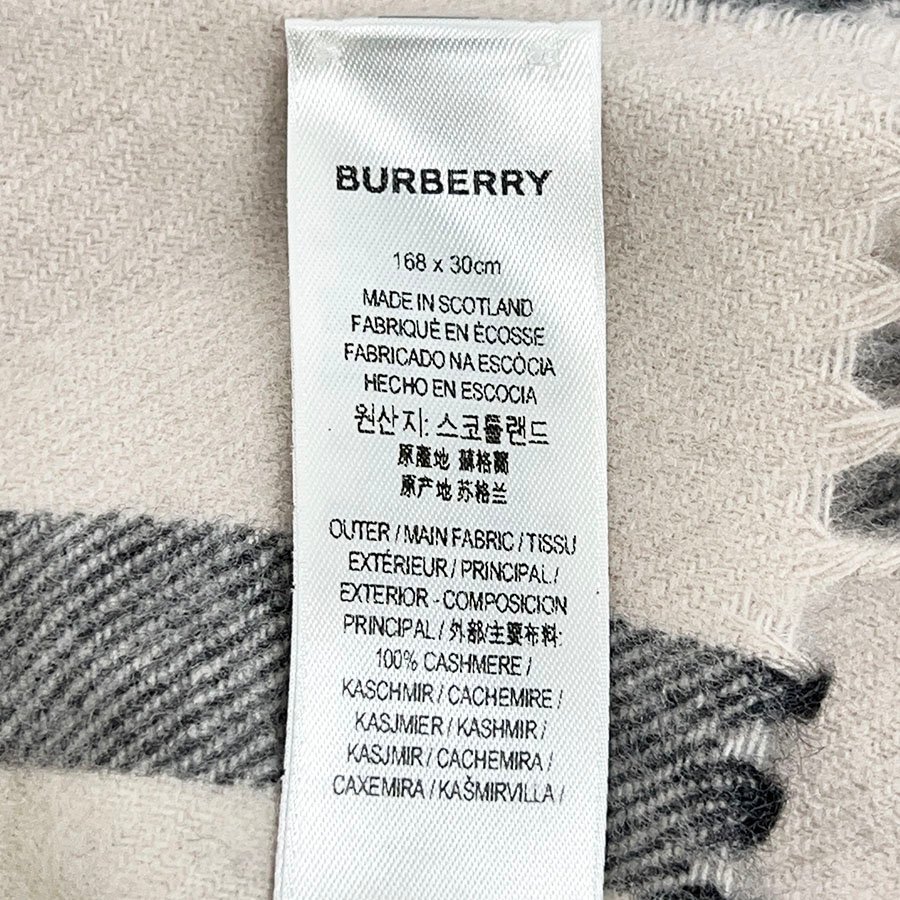 BURBERRY
168 x 30cm
MADE IN SCOTLAND
FABRIQUÉ EN ÉCOSSE
FABRICADO NA ESCÒCIA
HECHO EN ESCOCIA
원산지: 스코틀랜드
原產地 蘇格蘭
原产地 苏格兰
OUTER / MAIN FABRIC / TISSU
EXTÉRIEUR / PRINCIPAL /
EXTERIOR - COMPOSICION
PRINCIPAL / 外部/主要布料:
100% CASHMERE /
KASCHMIR / CACHEMIRE /
KASJMIER / KASHMIR /
KASJMIR / CACHEMIRA /
CAXEMIRA / KAŠMIRVILLA /